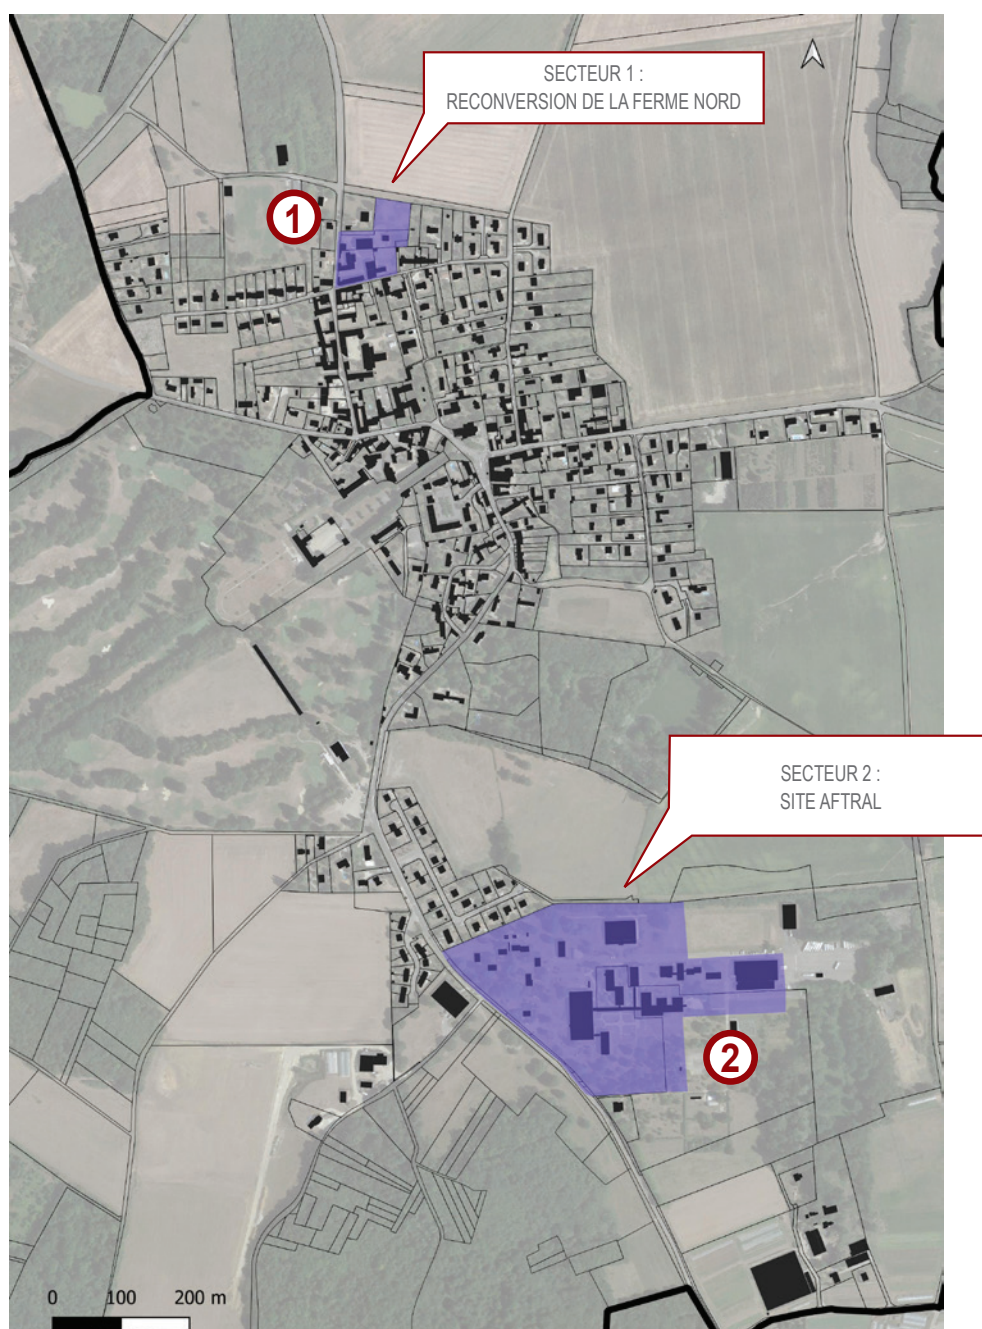 SECTEUR 1 :
RECONVERSION DE LA FERME NORD
1
SECTEUR 2 :
SITE AFTRAL
2
0 100 200 m